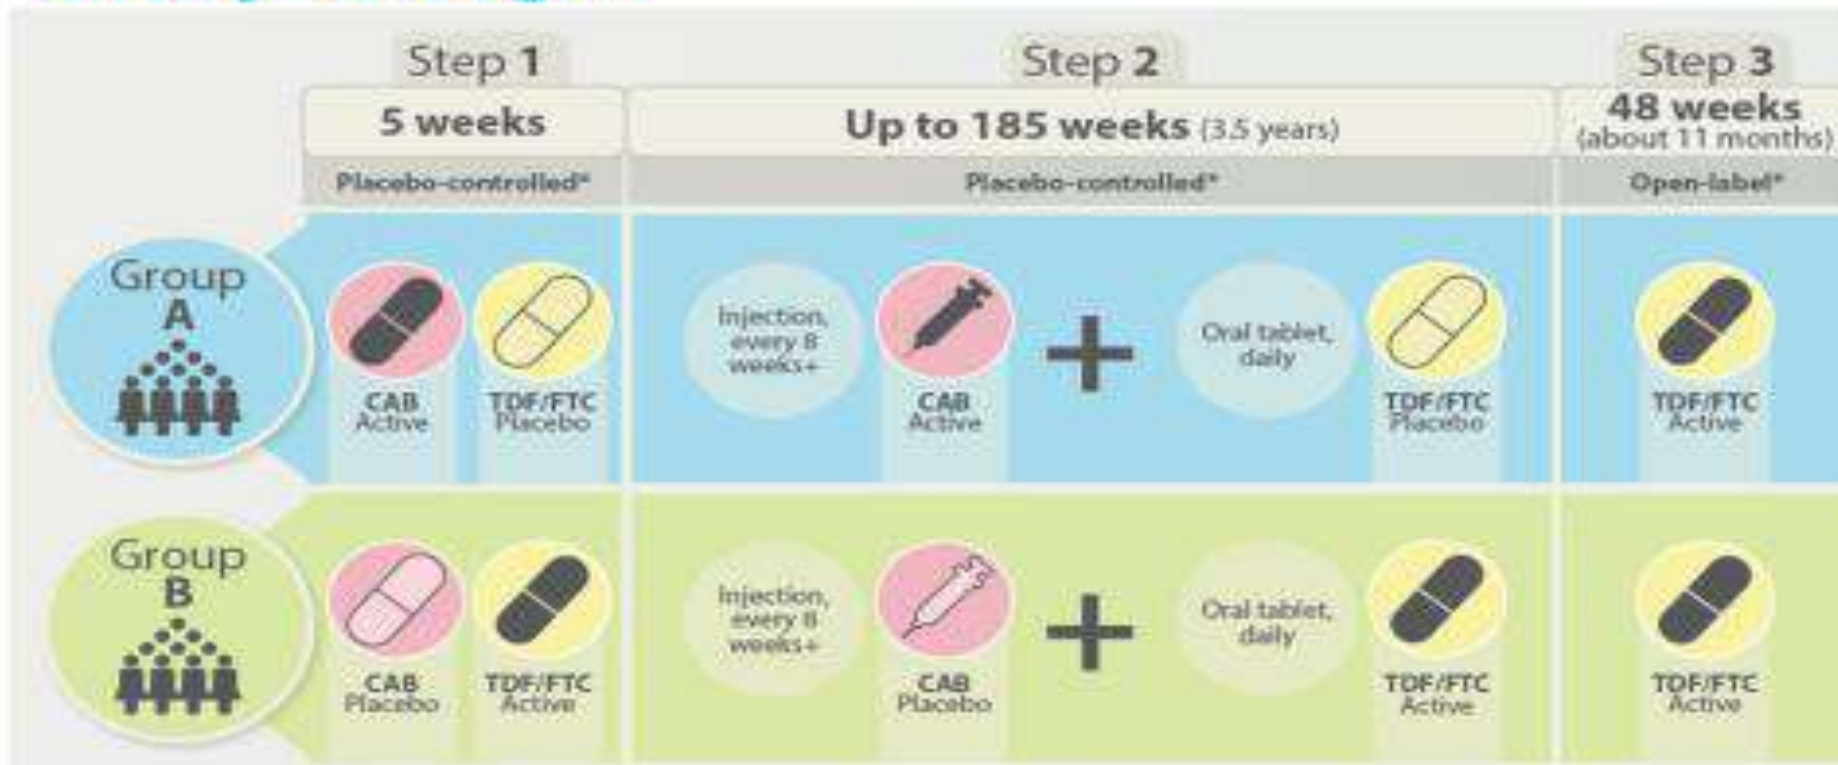 Step 1
Step 2
Step 3
5 weeks
Up to 185 weeks (3.5 years)
48 weeks
(about 11 months)
Placebo-controlled*
Placebo-controlled*
Open-label*
Group
A
CAB
Active
TDF/FTC
Placebo
Injection,
every 8
weeks+
CAB
Active
+
Oral tablet,
daily
TDF/FTC
Placebo
TDF/FTC
Active
Group
B
CAB
Placebo
TDF/FTC
Active
Injection,
every 8
weeks+
CAB
Placebo
+
Oral tablet,
daily
TDF/FTC
Active
TDF/FTC
Active